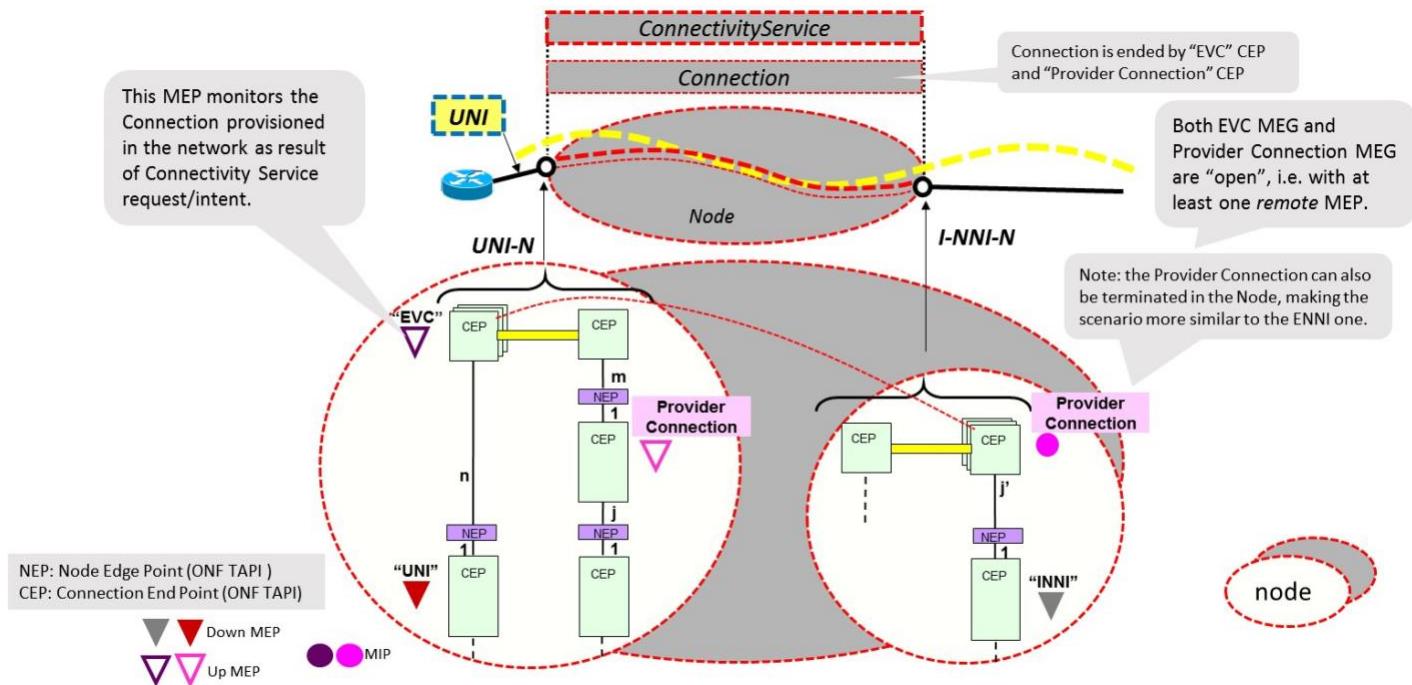 ConnectivityService
Connection
Connection is ended by “EVC” CEP
and “Provider Connection” CEP
This MEP monitors the
Connection provisioned
in the network as result
of Connectivity Service
request/intent.
UNI
Both EVC MEG and
Provider Connection MEG
are “open”, i.e. with at
least one remote MEP.
Node
UNI-N
I-NNI-N
Note: the Provider Connection can also
be terminated in the Node, making the
scenario more similar to the ENNI one.
“EVC”
CEP
CEP
m
NEP
1
Provider
Connection
CEP
n
j
NEP
1
NEP
1
“UNI”
CEP
CEP
Provider
Connection
CEP
CEP
j’
NEP
1
CEP
“INNI”
node
NEP: Node Edge Point (ONF TAPI )
CEP: Connection End Point (ONF TAPI)
Down MEP
Up MEP
MIP